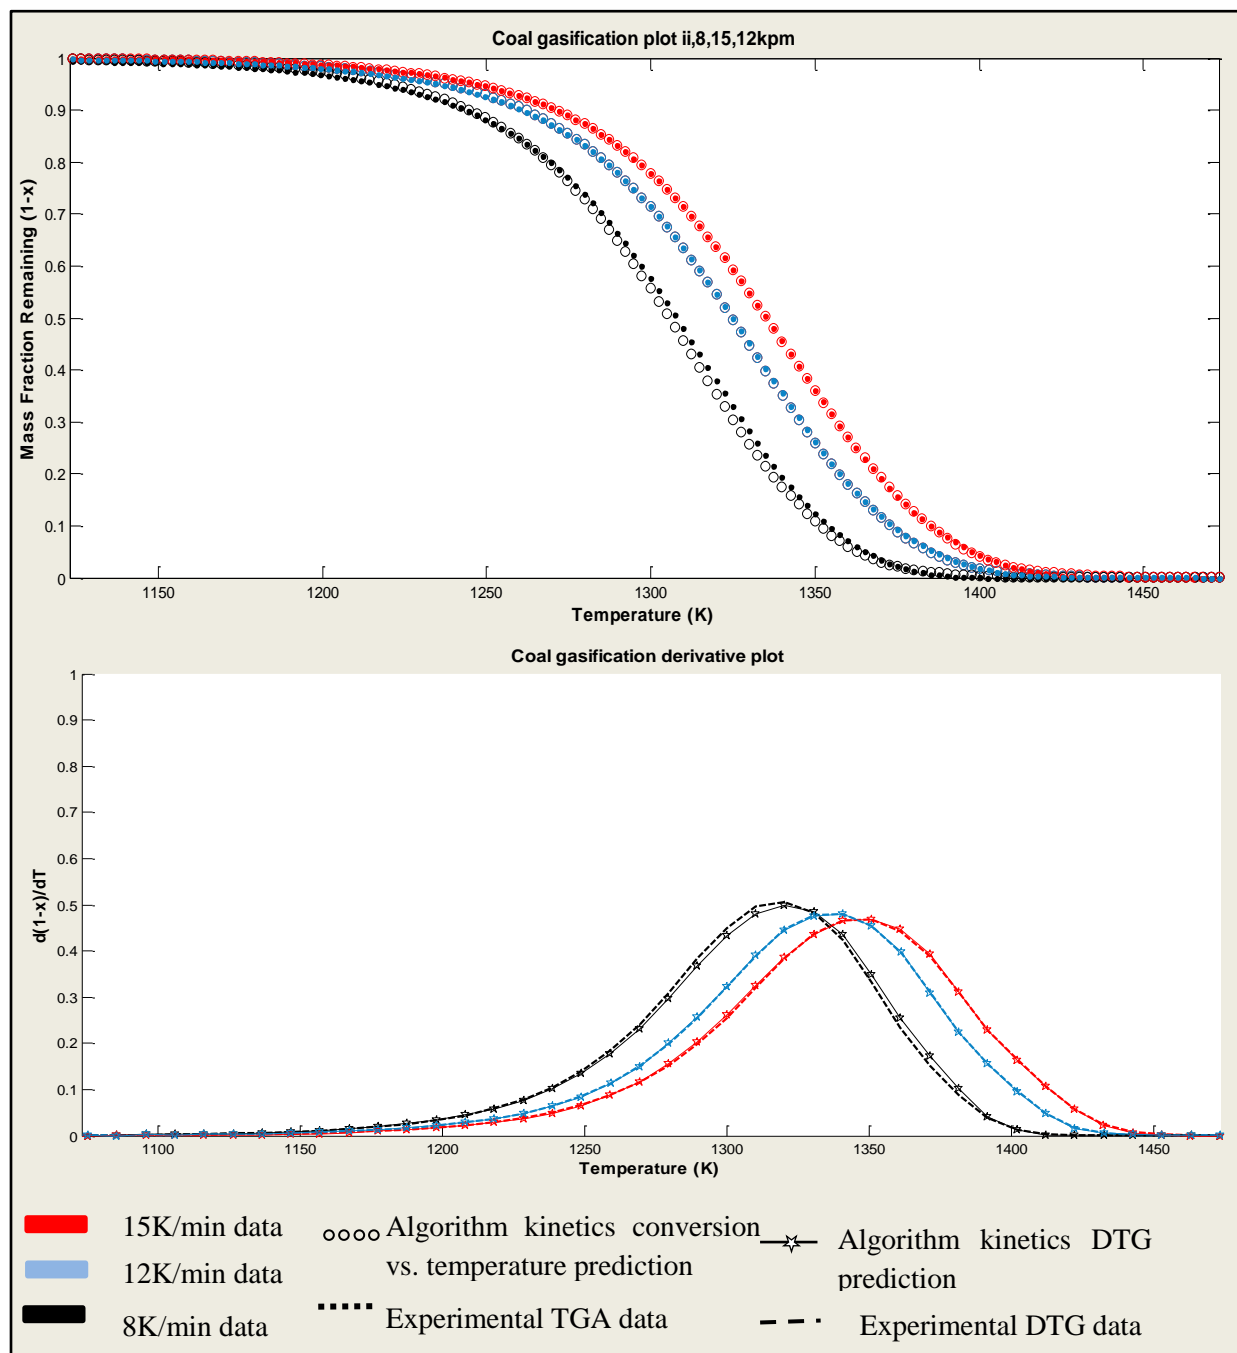 Coal gasification plot ii,8,15,12kpm
1
0.9
0.8
0.7
0.6
0.5
0.4
0.3
0.2
0.1
0
Mass Fraction Remaining (1-x)
1150 1200 1250 1300 1350 1400 1450
Temperature (K)
Coal gasification derivative plot
1
0.9
0.8
0.7
0.6
0.5
0.4
0.3
0.2
0.1
0
d(1-x)/dT
1100 1150 1200 1250 1300 1350 1400 1450
Temperature (K)
15K/min data
12K/min data
8K/min data
Algorithm kinetics conversion
vs. temperature prediction
Experimental TGA data
Algorithm kinetics DTG
prediction
Experimental DTG data